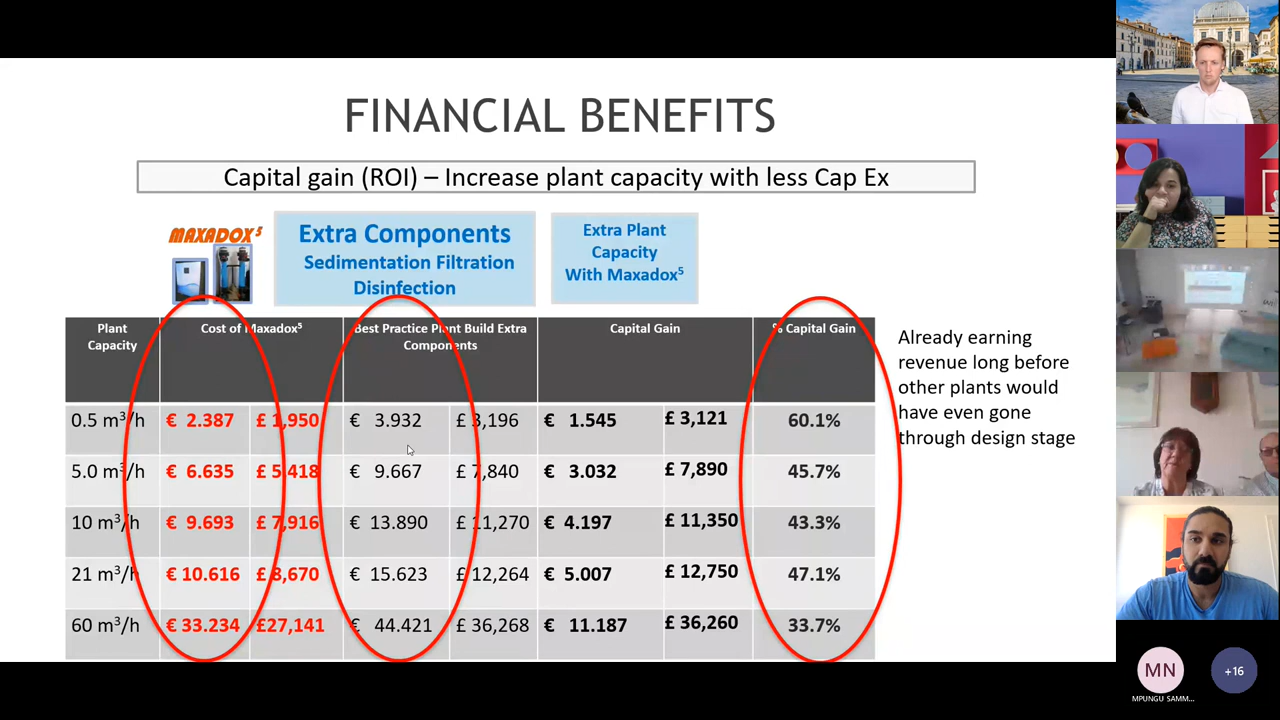 FINANCIAL BENEFITS
Capital gain (ROI) – Increase plant capacity with less Cap Ex
MAXADOX⁵
Extra Components
Sedimentation Filtration
Disinfection
Extra Plant
Capacity
With Maxadox⁵
Plant
Capacity
Cost of Maxadox⁵
Best Practice Plant Build Extra
Components
Capital Gain
% Capital Gain
0.5 m³/h € 2.387 £ 1,950 € 3.932 £ 3,196 € 1.545 £ 3,121 60.1%
5.0 m³/h € 6.635 £ 5,418 € 9.667 £ 7,840 € 3.032 £ 7,890 45.7%
10 m³/h € 9.693 £ 7,916 € 13.890 £ 11,270 € 4.197 £ 11,350 43.3%
21 m³/h € 10.616 £ 8,670 € 15.623 £ 12,264 € 5.007 £ 12,750 47.1%
60 m³/h € 33.234 £27,141 € 44.421 £ 36,268 € 11.187 £ 36,260 33.7%
Already earning
revenue long before
other plants would
have even gone
through design stage
MN
+16
MPUNGU SAMM...